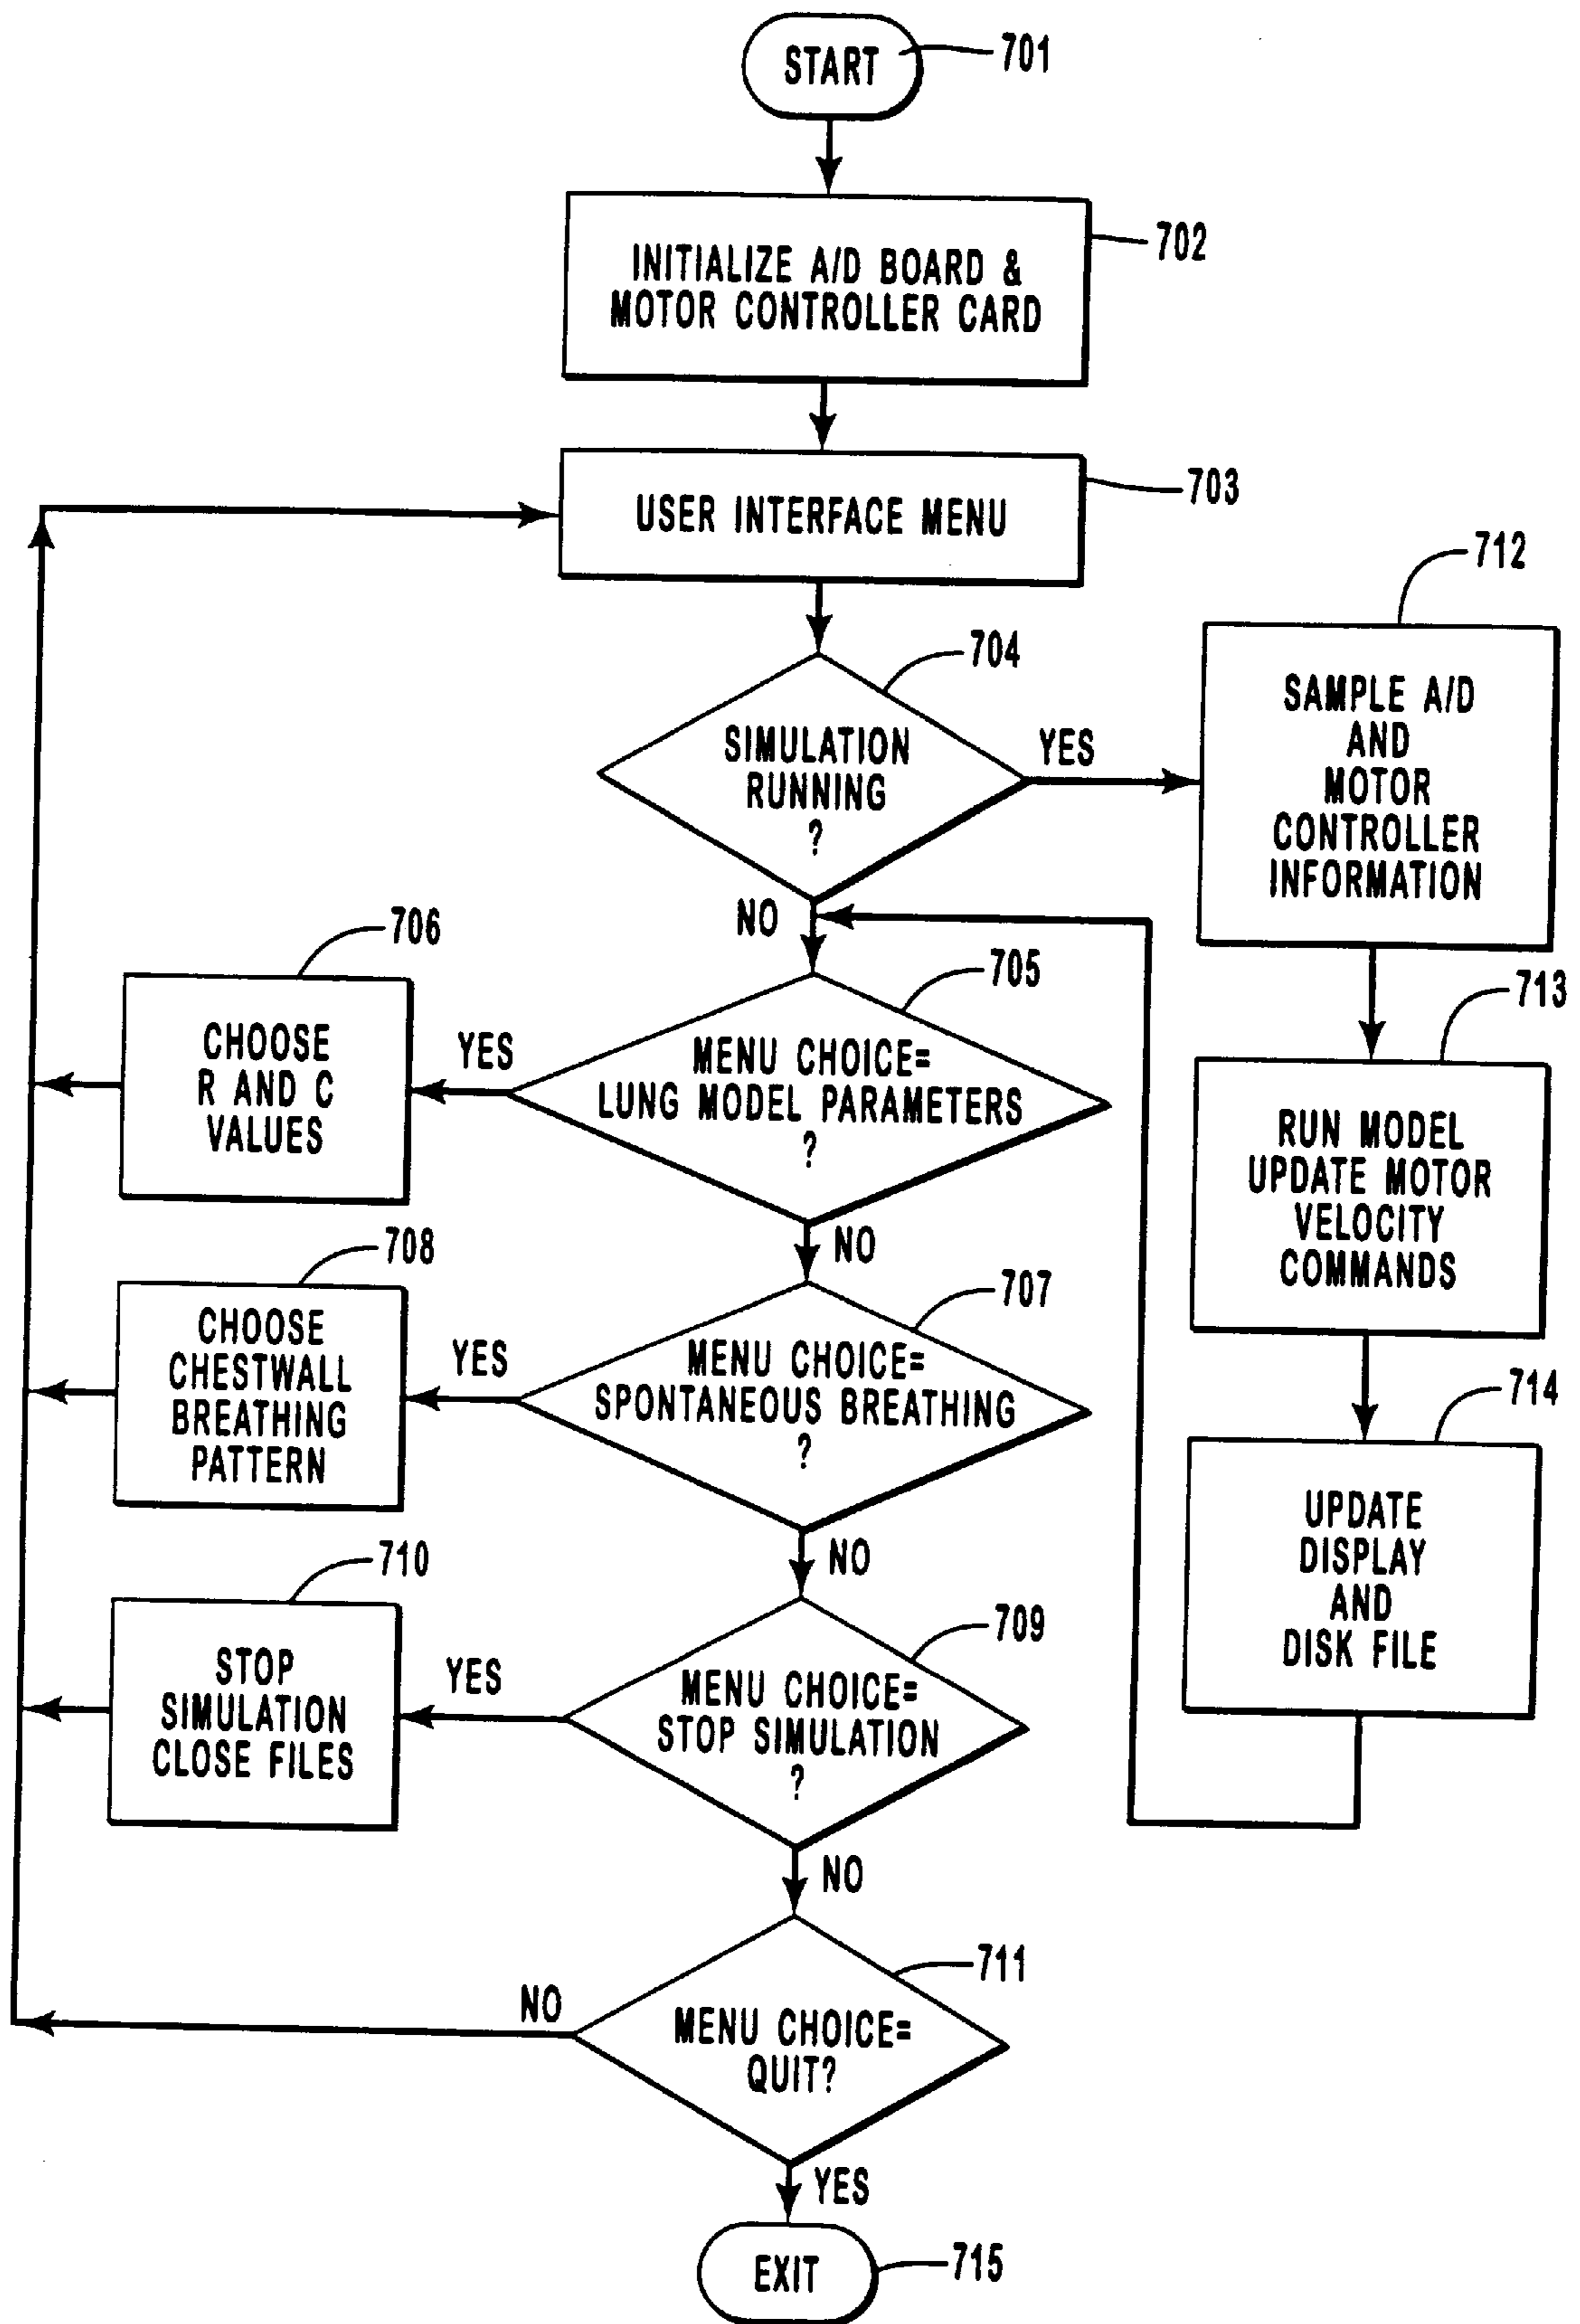 START
701
INITIALIZE A/D BOARD &
MOTOR CONTROLLER CARD
702
USER INTERFACE MENU
703
SIMULATION
RUNNING
?
704
YES
NO
712
SAMPLE A/D
AND
MOTOR
CONTROLLER
INFORMATION
713
RUN MODEL
UPDATE MOTOR
VELOCITY
COMMANDS
714
UPDATE
DISPLAY
AND
DISK FILE
705
MENU CHOICE=
LUNG MODEL PARAMETERS
?
YES
706
CHOOSE
R AND C
VALUES
NO
707
MENU CHOICE=
SPONTANEOUS BREATHING
?
YES
708
CHOOSE
CHESTWALL
BREATHING
PATTERN
NO
709
MENU CHOICE=
STOP SIMULATION
?
YES
710
STOP
SIMULATION
CLOSE FILES
NO
711
MENU CHOICE=
QUIT?
NO
YES
EXIT
715